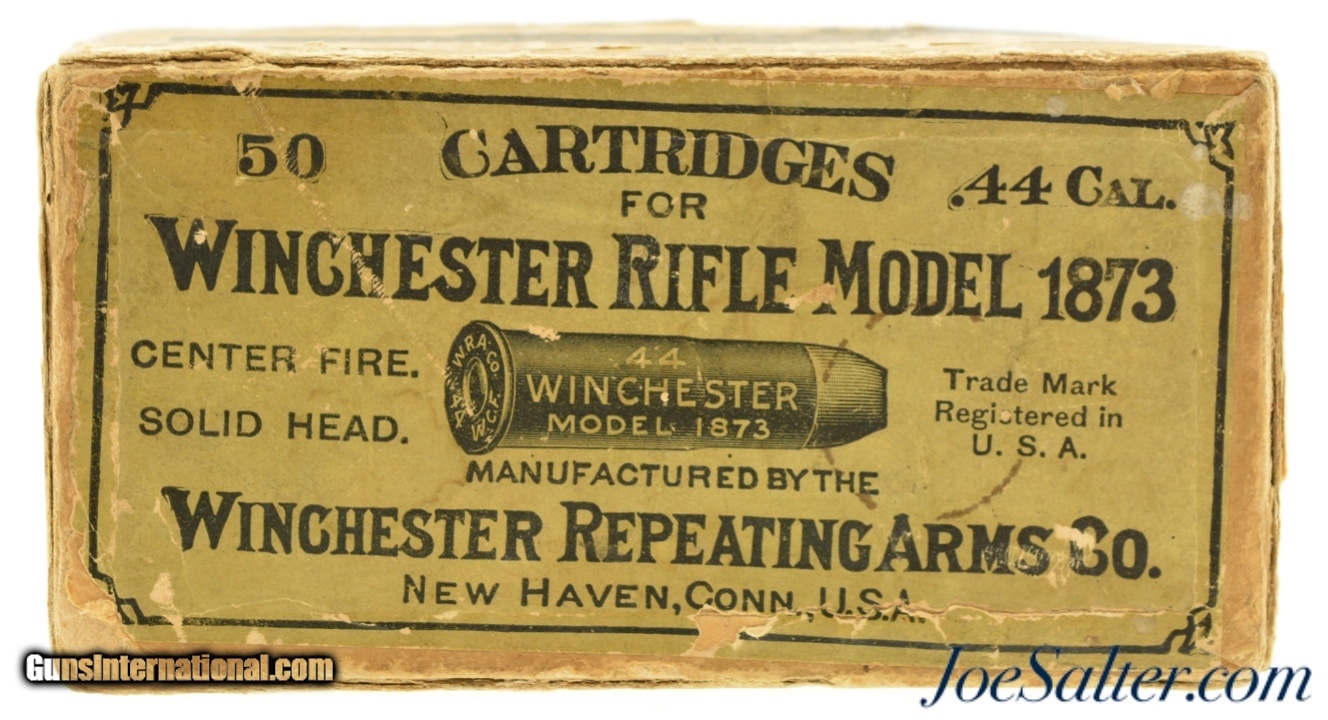 50 CARTRIDGES .44 CAL.
FOR
WINCHESTER RIFLE MODEL 1873
CENTER FIRE.
SOLID HEAD.
W.R.A.CO.
W.C.F.
44
WINCHESTER
MODEL 1873
Trade Mark
Registered in
U. S. A.
MANUFACTURED BY THE
WINCHESTER REPEATING ARMS CO.
NEW HAVEN, CONN., U.S.A.
GunsInternational.com
JoeSalter.com